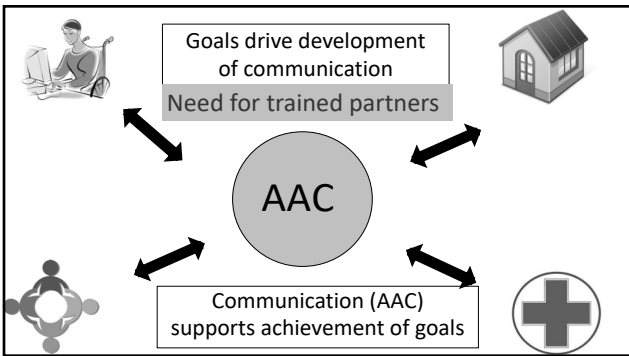 Goals drive development
of communication
Need for trained partners
AAC
Communication (AAC)
supports achievement of goals